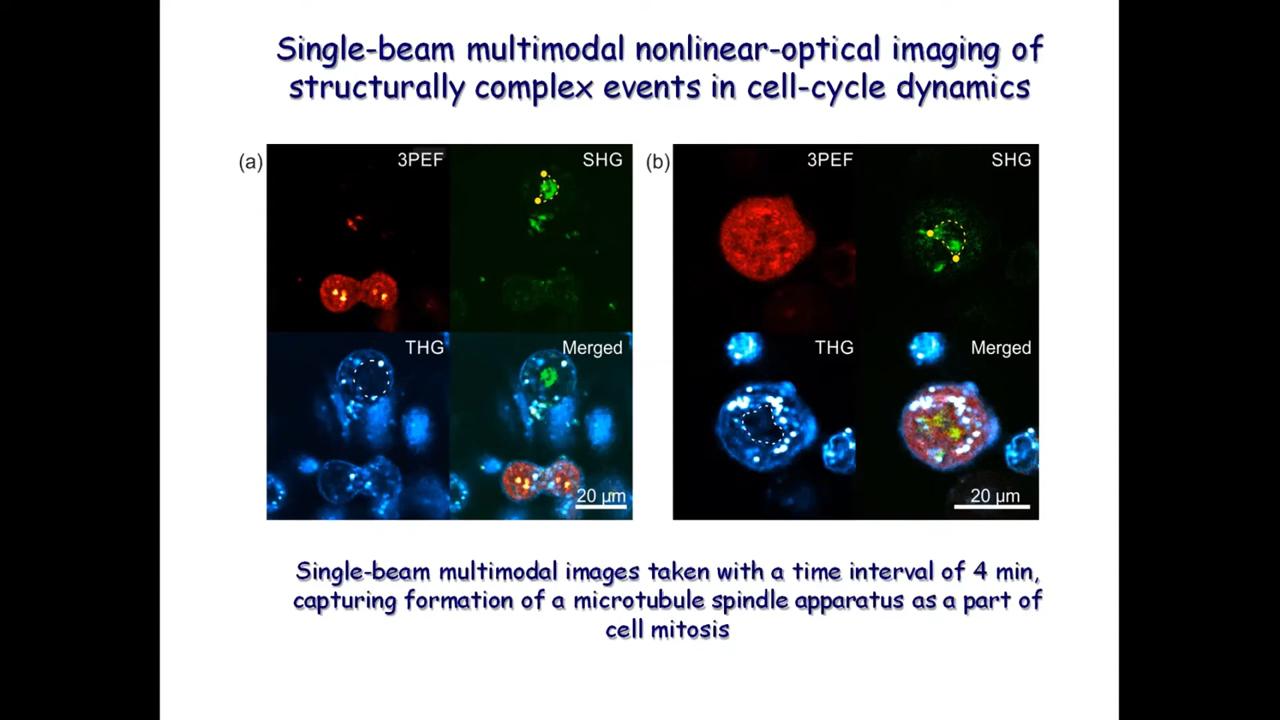 Single-beam multimodal nonlinear-optical imaging of
structurally complex events in cell-cycle dynamics
(a)
3PEF
SHG
THG
Merged
20 µm
(b)
3PEF
SHG
THG
Merged
20 µm
Single-beam multimodal images taken with a time interval of 4 min,
capturing formation of a microtubule spindle apparatus as a part of
cell mitosis